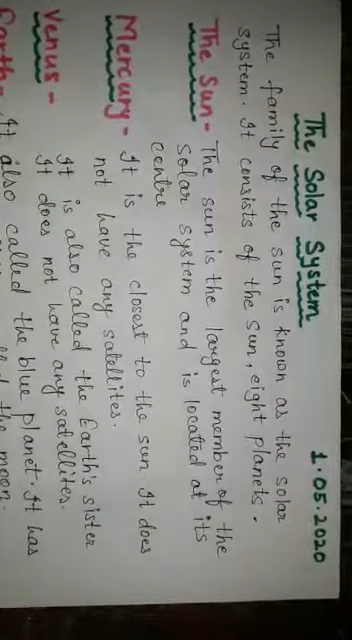 The Solar System 1.05.2020
The family of the sun is known as the solar
system. It consists of the sun, eight planets.
The Sun - The sun is the largest member of the
solar system and is located at its
centre
Mercury - It is the closest to the sun It does
not have any satellites.
Venus - It is also called the Earth's sister
It does not have any satellites.
Earth - It also called the blue planet. It has
the moon.